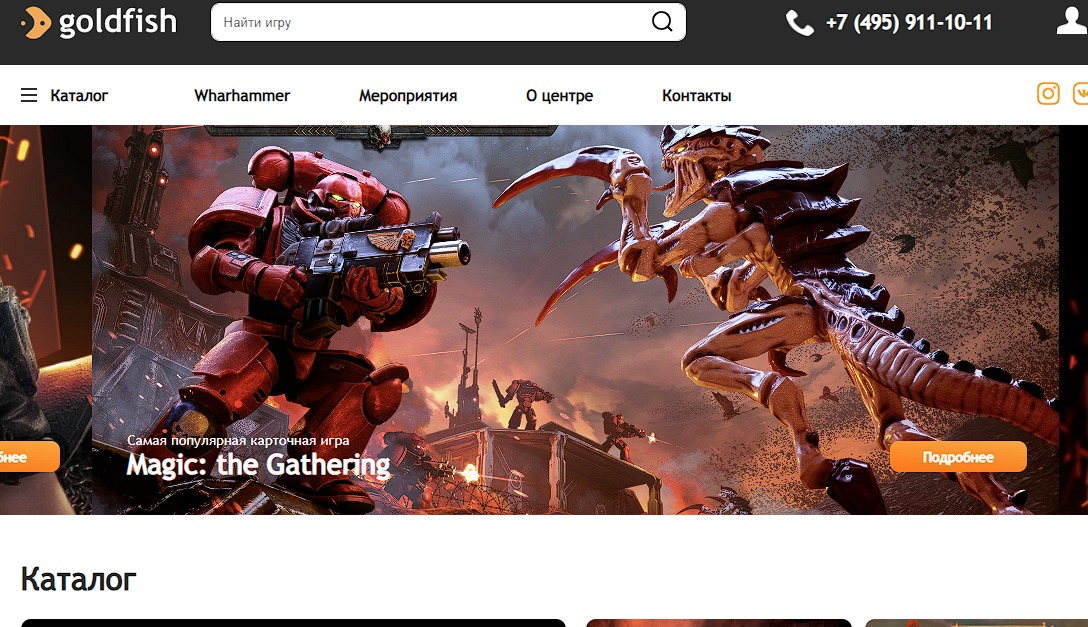 goldfish
Найти игру
+7 (495) 911-10-11
Каталог
Wharhammer
Мероприятия
О центре
Контакты
Самая популярная карточная игра
Magic: the Gathering
бнее
Подробнее
Каталог